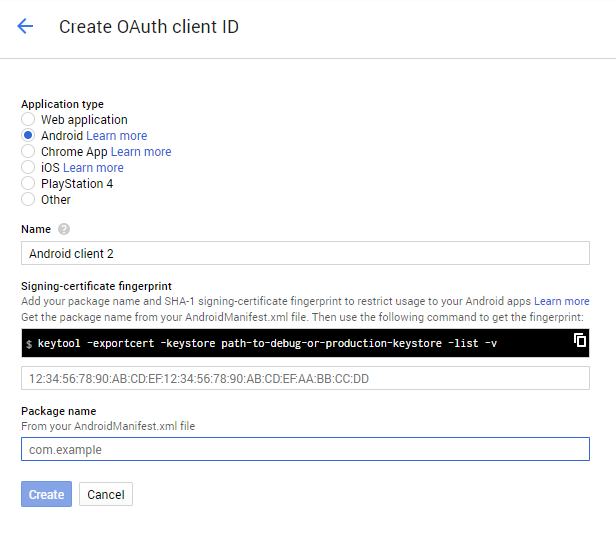 Create OAuth client ID
Application type
Web application
Android Learn more
Chrome App Learn more
iOS Learn more
PlayStation 4
Other
Name ?
Android client 2
Signing-certificate fingerprint
Add your package name and SHA-1 signing-certificate fingerprint to restrict usage to your Android apps Learn more
Get the package name from your AndroidManifest.xml file. Then use the following command to get the fingerprint:
$ keytool -exportcert -keystore path-to-debug-or-production-keystore -list -v
12:34:56:78:90:AB:CD:EF:12:34:56:78:90:AB:CD:EF:AA:BB:CC:DD
Package name
From your AndroidManifest.xml file
com.example
Create Cancel